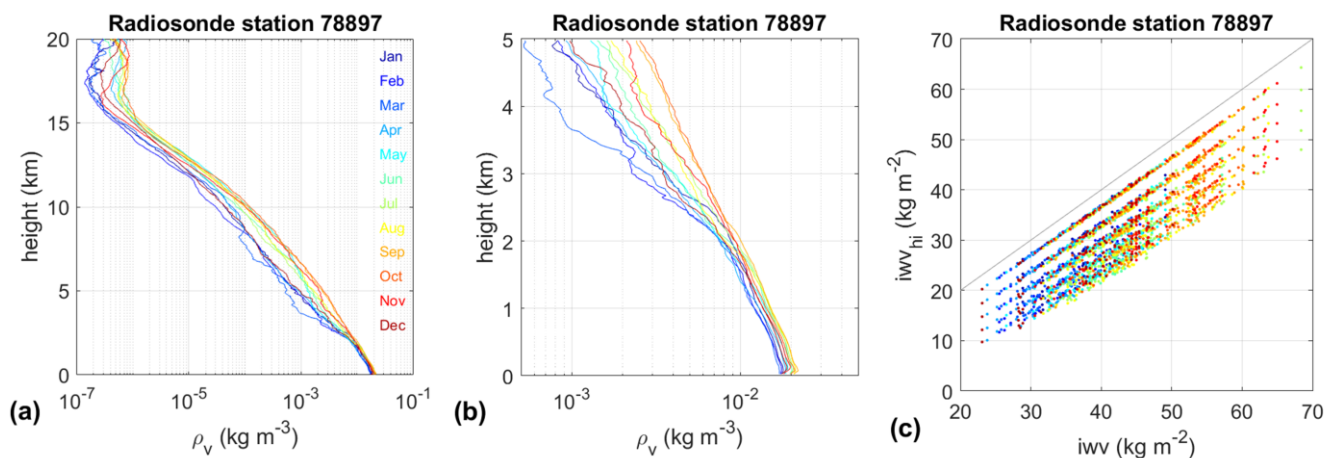 Radiosonde station 78897
20
15
10
5
0
height (km)
Jan
Feb
Mar
Apr
May
Jun
Jul
Aug
Sep
Oct
Nov
Dec
10⁻⁷
10⁻⁵
10⁻³
10⁻¹
(a)
ρᵥ (kg m⁻³)
Radiosonde station 78897
5
4
3
2
1
0
height (km)
10⁻³
10⁻²
(b)
ρᵥ (kg m⁻³)
Radiosonde station 78897
70
60
50
40
30
20
10
0
iwv_hi (kg m⁻²)
20
30
40
50
60
70
(c)
iwv (kg m⁻²)